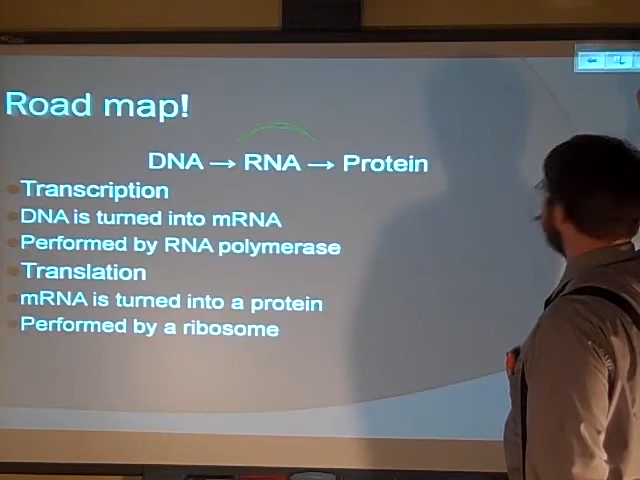 Road map!
DNA → RNA → Protein
Transcription
DNA is turned into mRNA
Performed by RNA polymerase
Translation
mRNA is turned into a protein
Performed by a ribosome